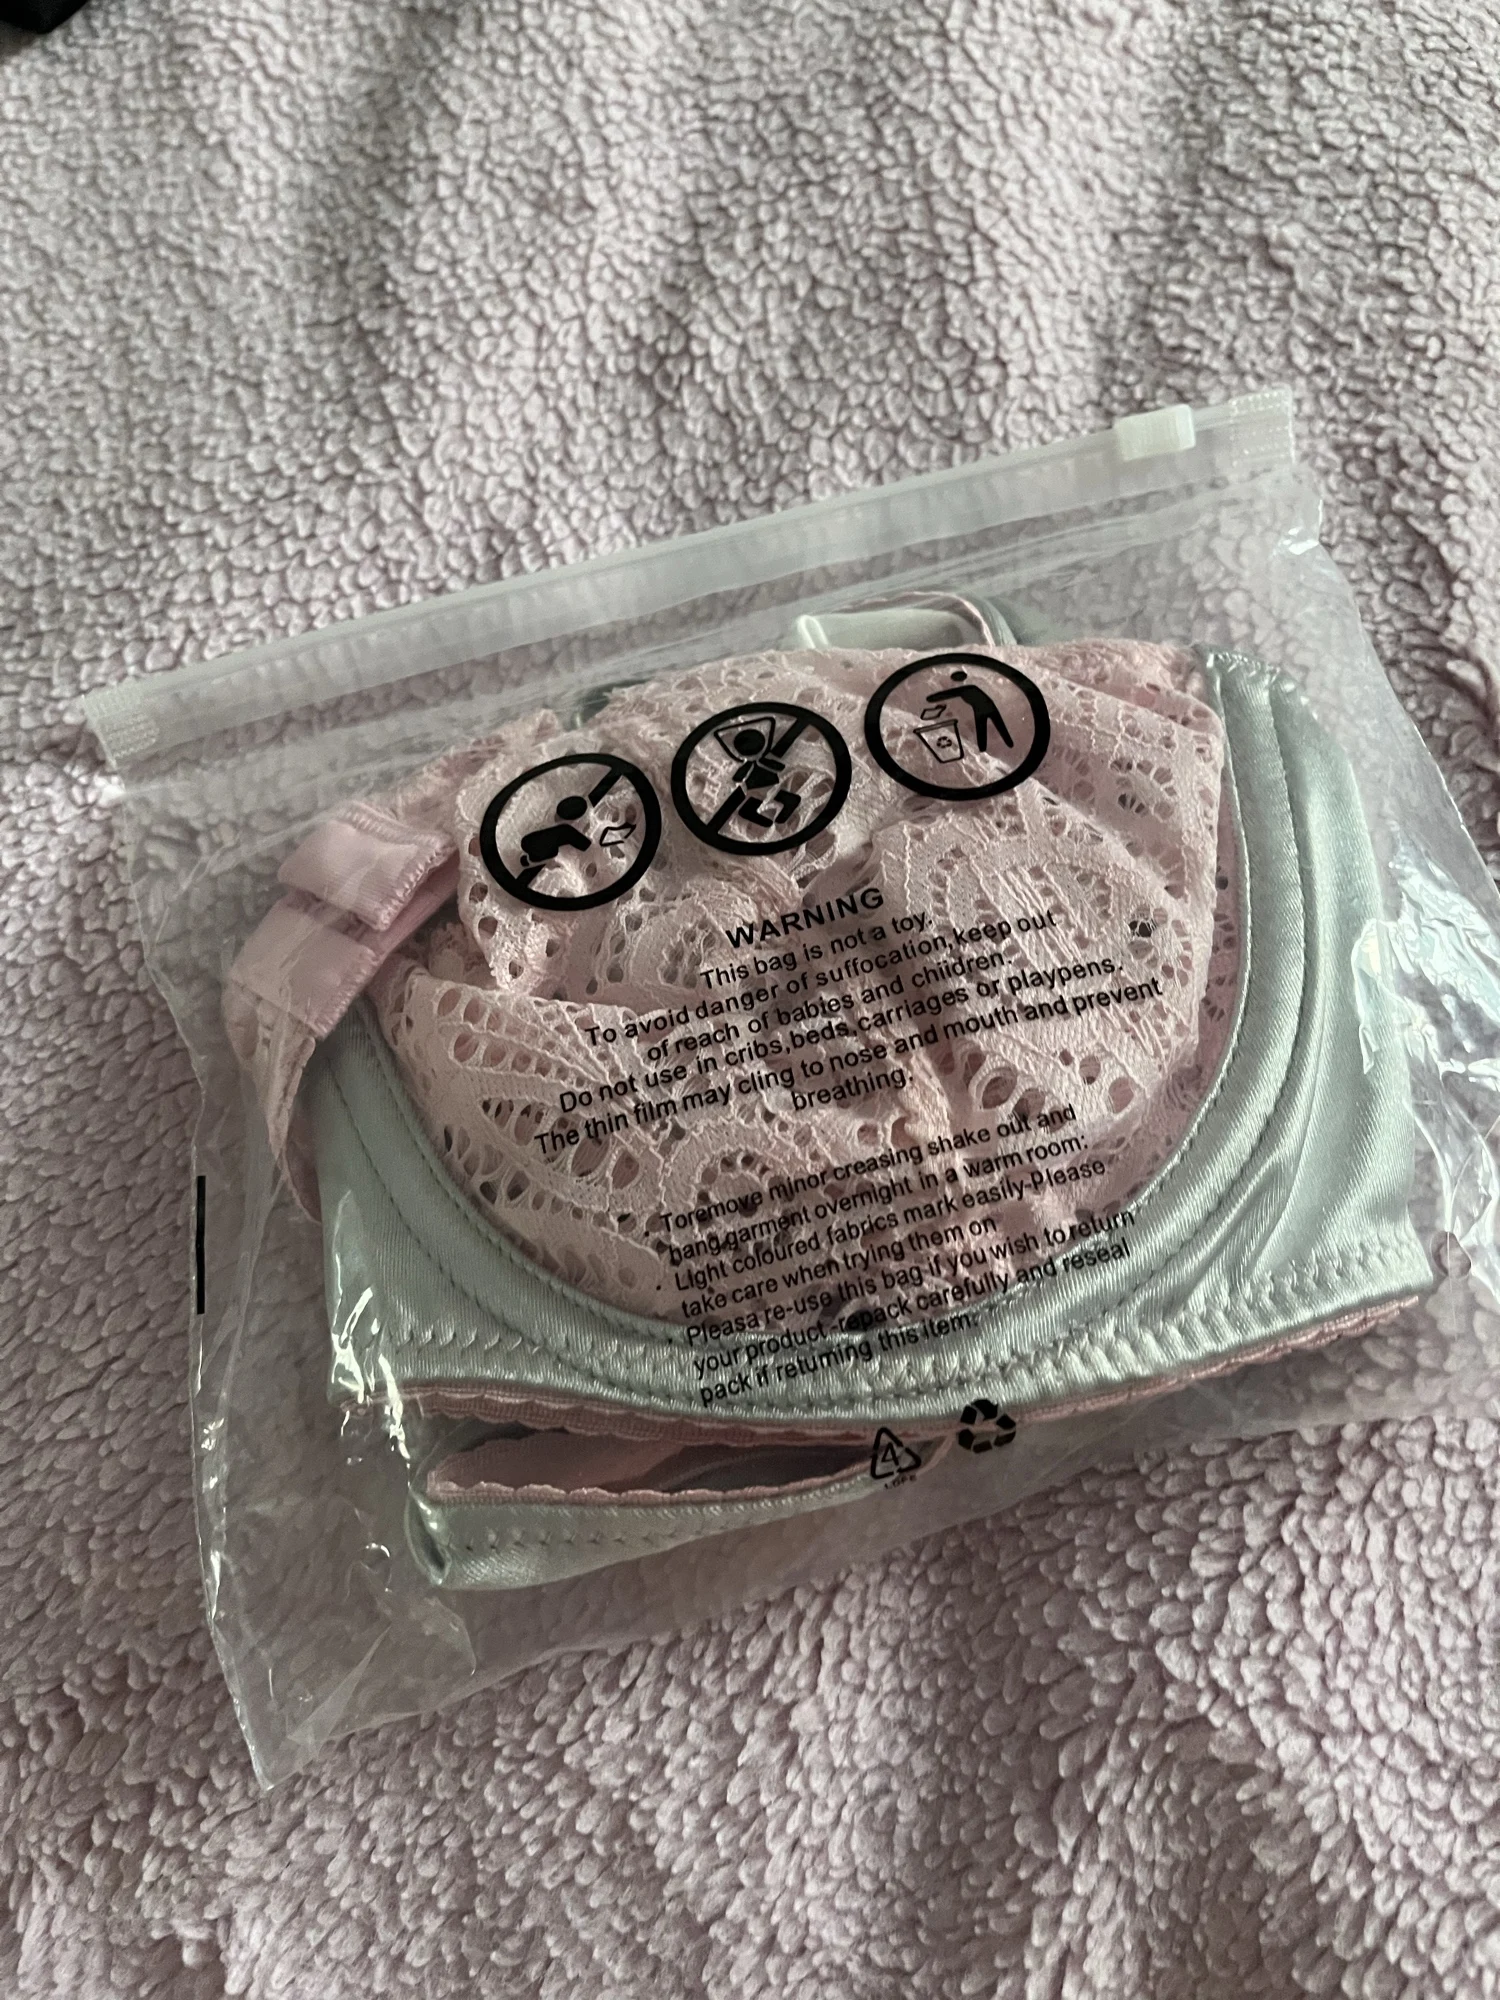 WARNING
This bag is not a toy.
To avoid danger of suffocation,keep out
of reach of babies and chiidren.
Do not use in cribs,beds,carriages or playpens.
The thin film may cling to nose and mouth and prevent
breathing.
· Toremove minor creasing shake out and
hang.garment overnight in a warm room:
· Light coloured fabrics mark easily-Please
take care when trying them on
· Pleasa re-use this bag if you wish to return
your product -repack carefully and reseal
pack if returning this item.
4